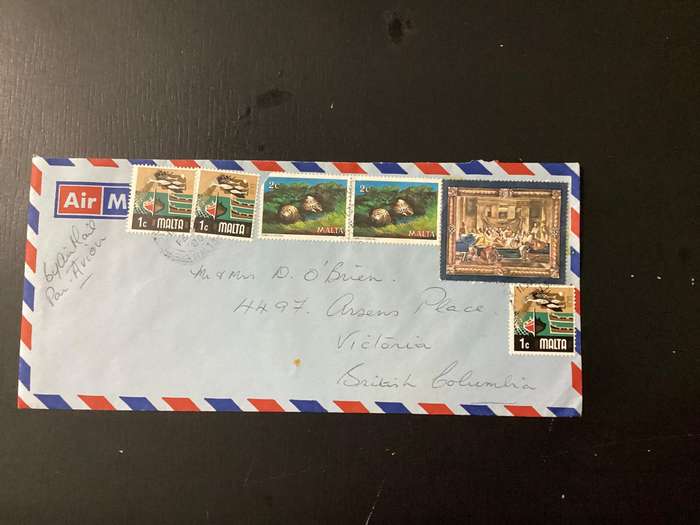 Air M
By Air Mail
Par Avion
1c MALTA
1c MALTA
2c
MALTA
2c
MALTA
1c MALTA
Mr & Mrs D. O'Brien.
4497. Arsens Place.
Victoria
British Columbia